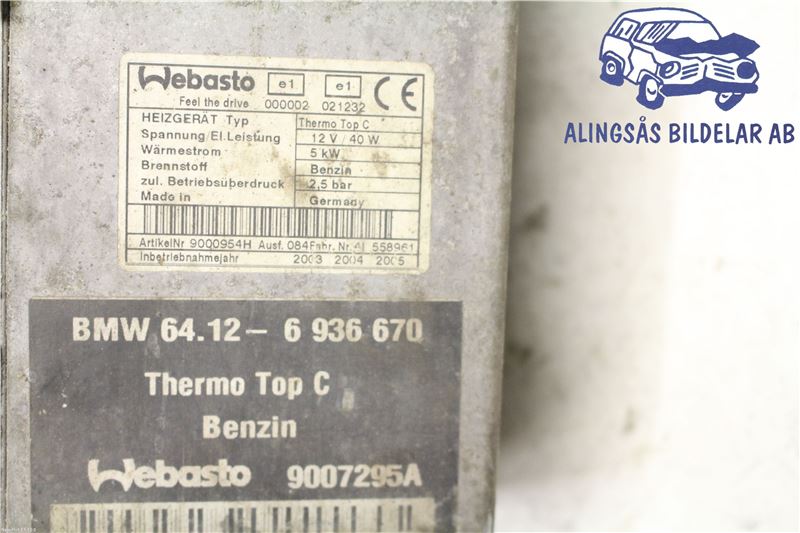 Webasto
e1 e1
CE
Feel the drive 000002 021232
HEIZGERÄT Typ Thermo Top C
Spannung/El.Leistung 12 V / 40 W
Wärmestrom 5 kW
Brennstoff Benzin
zul. Betriebsüberdruck 2,5 bar
Made in Germany
ArtikelNr 9000954H Ausf. 084 Fabr. Nr. 558961
Inbetriebnahmejahr 2003 2004 2005
BMW 64.12- 6 936 670
Thermo Top C
Benzin
Webasto 9007295A
ALINGSÅS BILDELAR AB